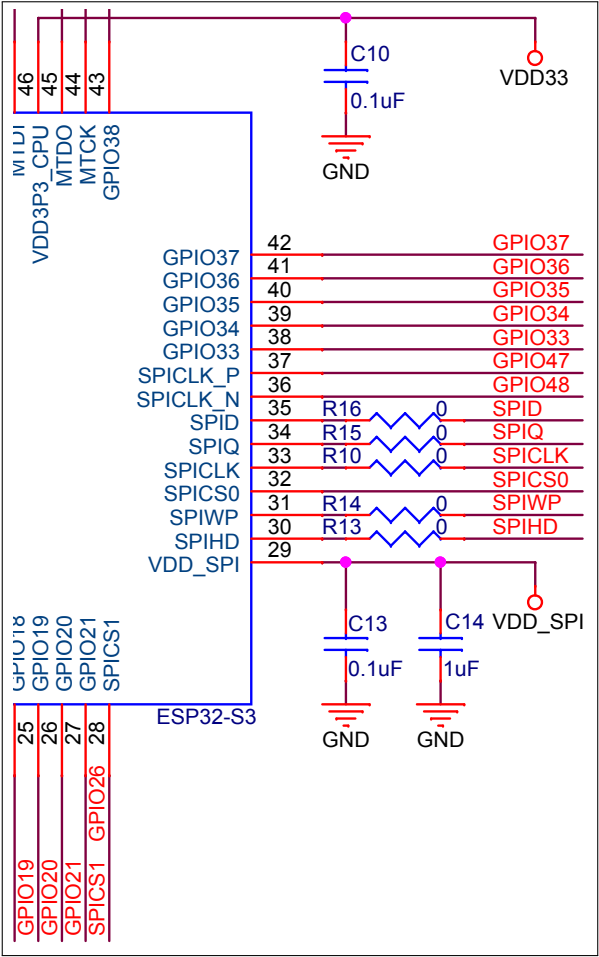 C10
VDD33
0.1uF
GND
46
45
44
43
MTDI
VDD3P3_CPU
MTDO
MTCK
GPIO38
GPIO37 42 GPIO37
GPIO36 41 GPIO36
GPIO35 40 GPIO35
GPIO34 39 GPIO34
GPIO33 38 GPIO33
SPICLK_P 37 GPIO47
SPICLK_N 36 GPIO48
SPID 35 R16 0 SPID
SPIQ 34 R15 0 SPIQ
SPICLK 33 R10 0 SPICLK
SPICS0 32 SPICS0
SPIWP 31 R14 0 SPIWP
SPIHD 30 R13 0 SPIHD
VDD_SPI 29
C13
C14
VDD_SPI
0.1uF
1uF
GND
GND
GPIO18
GPIO19
GPIO20
GPIO21
SPICS1
ESP32-S3
25
26
27
28
GPIO19
GPIO20
GPIO21
SPICS1 GPIO26